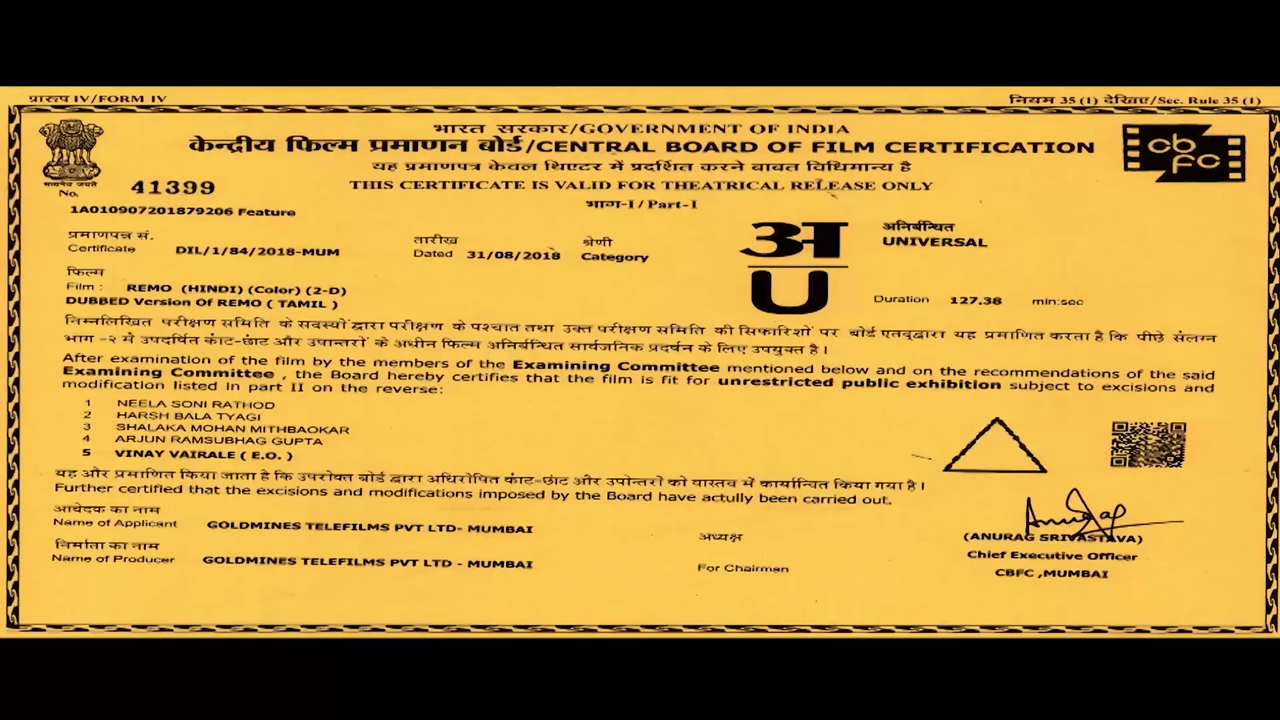 प्रारूप IV/FORM IV
नियम 35 (1) देखिए/Sec. Rule 35 (1)
भारत सरकार/GOVERNMENT OF INDIA
केन्द्रीय फिल्म प्रमाणन बोर्ड/CENTRAL BOARD OF FILM CERTIFICATION
cb
fc
यह प्रमाणपत्र केवल थिएटर में प्रदर्शित करने बावत विधिमान्य है
सत्यमेव जयते
No. 41399
THIS CERTIFICATE IS VALID FOR THEATRICAL RELEASE ONLY
भाग-I/Part-I
1A010907201879206 Feature
प्रमाणपत्र सं.
Certificate DIL/1/84/2018-MUM
तारीख
Dated 31/08/2018
श्रेणी
Category
अ
U
अनिर्बन्धित
UNIVERSAL
फिल्म
Film : REMO (HINDI) (Color) (2-D)
DUBBED Version Of REMO ( TAMIL )
Duration 127.38 min:sec
निम्नलिखित परीक्षण समिति के सदस्यों द्वारा परीक्षण के पश्चात तथा उक्त परीक्षण समिति की सिफारिशों पर बोर्ड एतद्द्वारा यह प्रमाणित करता है कि पीछे संलग्न
भाग -२ में उपदर्षित कांट-छांट और उपान्तरों के अधीन फिल्म अनिर्बन्धित सार्वजनिक प्रदर्षन के लिए उपयुक्त है ।
After examination of the film by the members of the Examining Committee mentioned below and on the recommendations of the said
Examining Committee , the Board hereby certifies that the film is fit for unrestricted public exhibition subject to excisions and
modification listed in part II on the reverse:
1 NEELA SONI RATHOD
2 HARSH BALA TYAGI
3 SHALAKA MOHAN MITHBAOKAR
4 ARJUN RAMSUBHAG GUPTA
5 VINAY VAIRALE ( E.O. )
यह और प्रमाणित किया जाता है कि उपरोक्त बोर्ड द्वारा अधिरोपित कांट-छांट और उपांतरों को वास्तव में कार्यान्वित किया गया है ।
Further certified that the excisions and modifications imposed by the Board have actully been carried out.
आवेदक का नाम
Name of Applicant GOLDMINES TELEFILMS PVT LTD- MUMBAI
निर्माता का नाम
Name of Producer GOLDMINES TELEFILMS PVT LTD - MUMBAI
अध्यक्ष
For Chairman
(ANURAG SRIVASTAVA)
Chief Executive Officer
CBFC ,MUMBAI